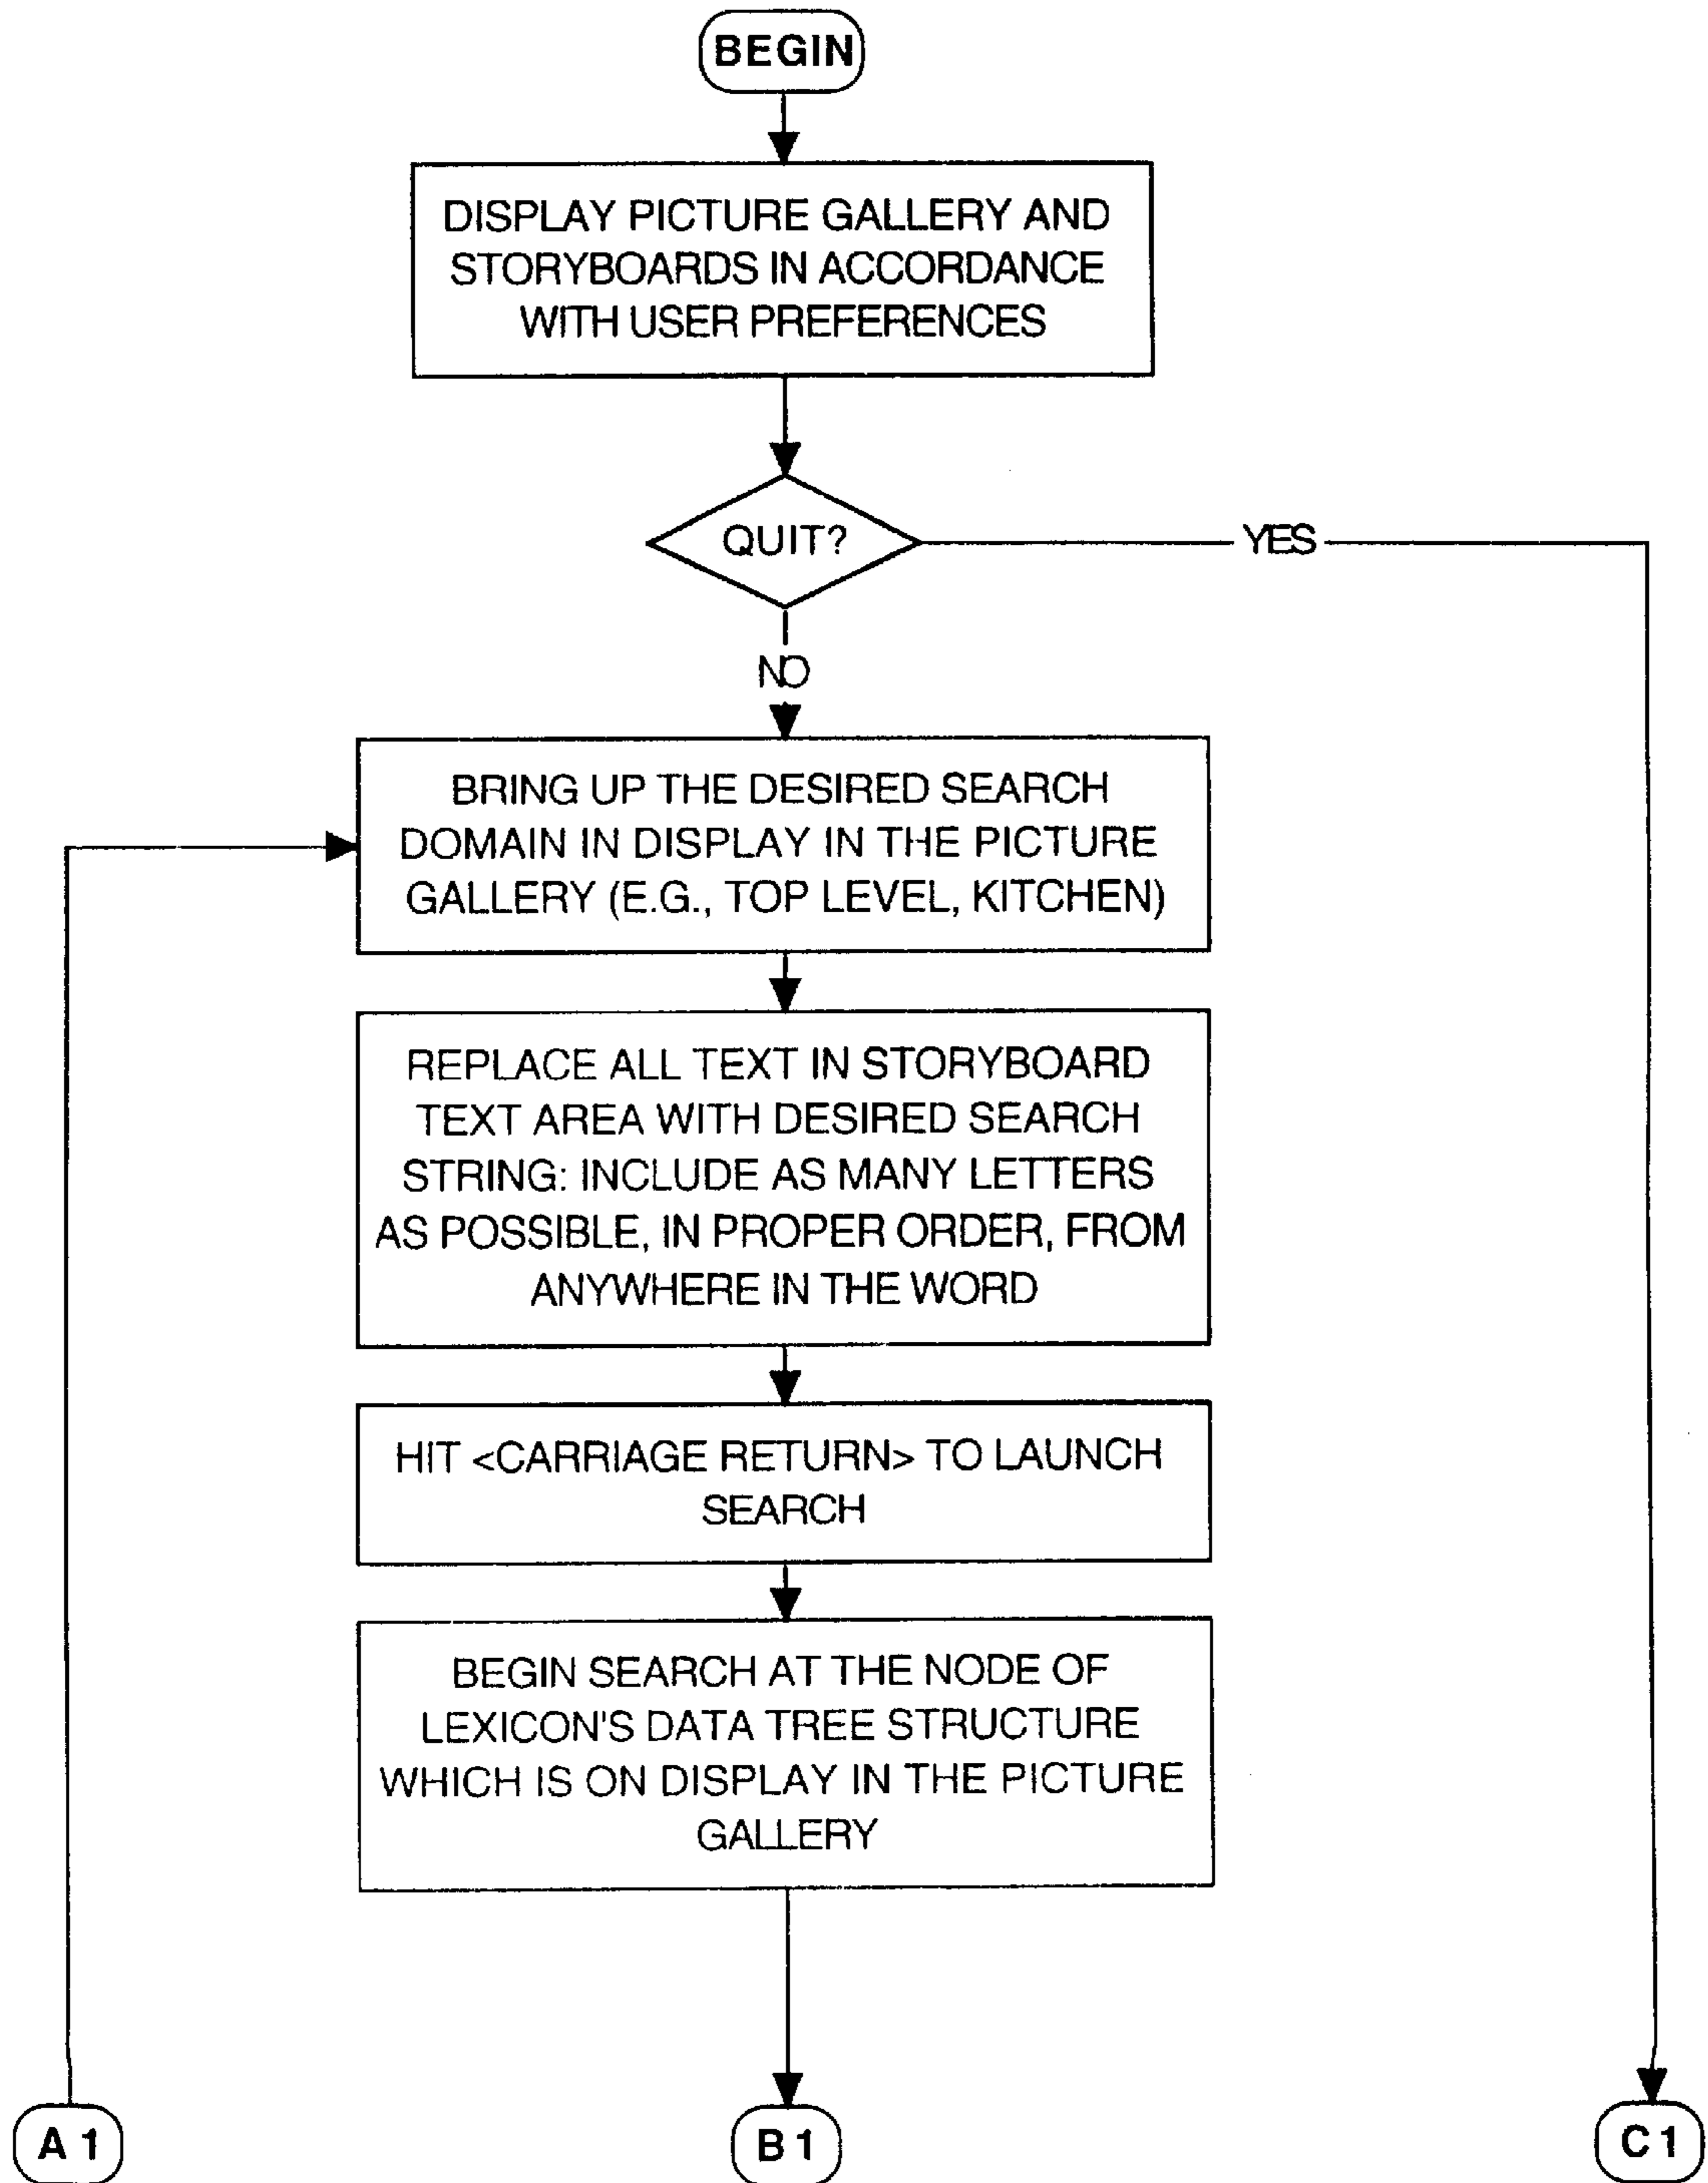 BEGIN
DISPLAY PICTURE GALLERY AND
STORYBOARDS IN ACCORDANCE
WITH USER PREFERENCES
QUIT?
YES
NO
BRING UP THE DESIRED SEARCH
DOMAIN IN DISPLAY IN THE PICTURE
GALLERY (E.G., TOP LEVEL, KITCHEN)
REPLACE ALL TEXT IN STORYBOARD
TEXT AREA WITH DESIRED SEARCH
STRING: INCLUDE AS MANY LETTERS
AS POSSIBLE, IN PROPER ORDER, FROM
ANYWHERE IN THE WORD
HIT <CARRIAGE RETURN> TO LAUNCH
SEARCH
BEGIN SEARCH AT THE NODE OF
LEXICON'S DATA TREE STRUCTURE
WHICH IS ON DISPLAY IN THE PICTURE
GALLERY
A 1
B 1
C 1